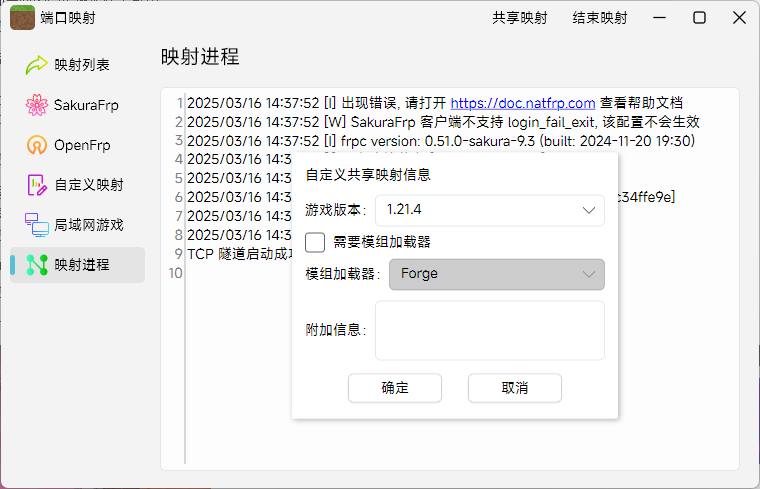 端口映射 共享映射 结束映射
映射列表
SakuraFrp
OpenFrp
自定义映射
局域网游戏
映射进程
映射进程
1 2025/03/16 14:37:52 [I] 出现错误, 请打开 https://doc.natfrp.com 查看帮助文档
2 2025/03/16 14:37:52 [W] SakuraFrp 客户端不支持 login_fail_exit, 该配置不会生效
3 2025/03/16 14:37:52 [I] frpc version: 0.51.0-sakura-9.3 (built: 2024-11-20 19:30)
4 2025/03/16 14:3
5 2025/03/16 14:3
6 2025/03/16 14:3 c34ffe9e]
7 2025/03/16 14:3
8 2025/03/16 14:3
9 TCP 隧道启动成
10
自定义共享映射信息
游戏版本: 1.21.4
需要模组加载器
模组加载器: Forge
附加信息:
确定 取消